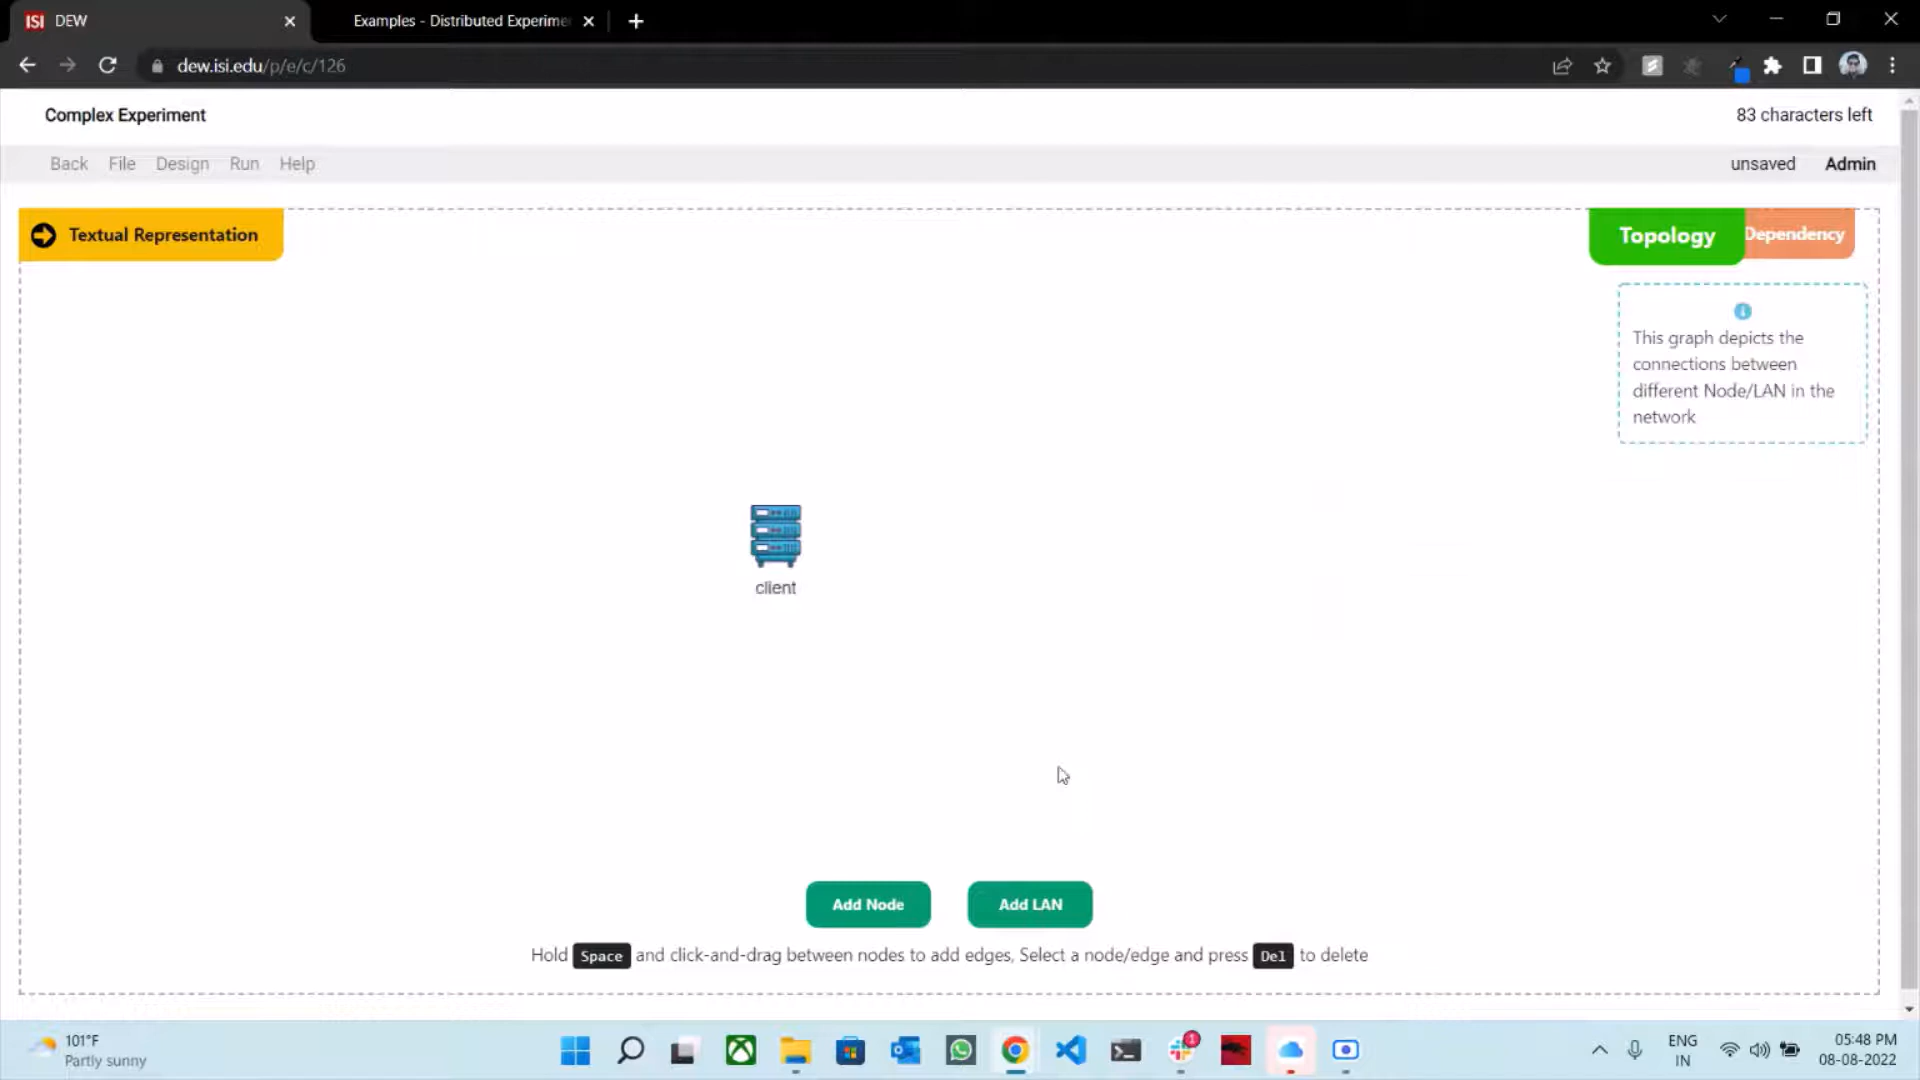 ISI DEW
Examples - Distributed Experime
dew.isi.edu/p/e/c/126
Complex Experiment
83 characters left
Back File Design Run Help
unsaved Admin
Textual Representation
Topology
Dependency
This graph depicts the
connections between
different Node/LAN in the
network
client
Add Node
Add LAN
Hold Space and click-and-drag between nodes to add edges, Select a node/edge and press Del to delete
101°F
Partly sunny
1
ENG
IN
05:48 PM
08-08-2022